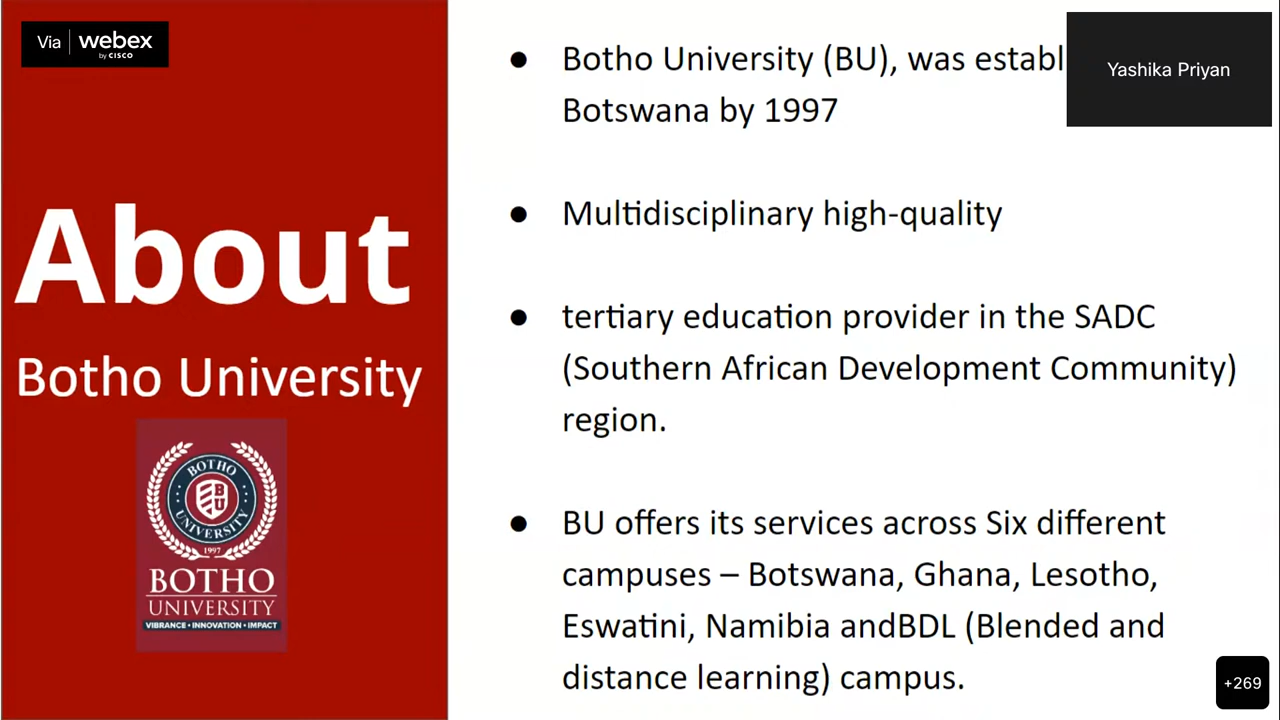 Via webex
by CISCO
Yashika Priyan
About
Botho University
BOTHO
UNIVERSITY
BU
1997
BOTHO
UNIVERSITY
VIBRANCE • INNOVATION • IMPACT
● Botho University (BU), was establ
Botswana by 1997
● Multidisciplinary high-quality
● tertiary education provider in the SADC
(Southern African Development Community)
region.
● BU offers its services across Six different
campuses – Botswana, Ghana, Lesotho,
Eswatini, Namibia andBDL (Blended and
distance learning) campus.
+269